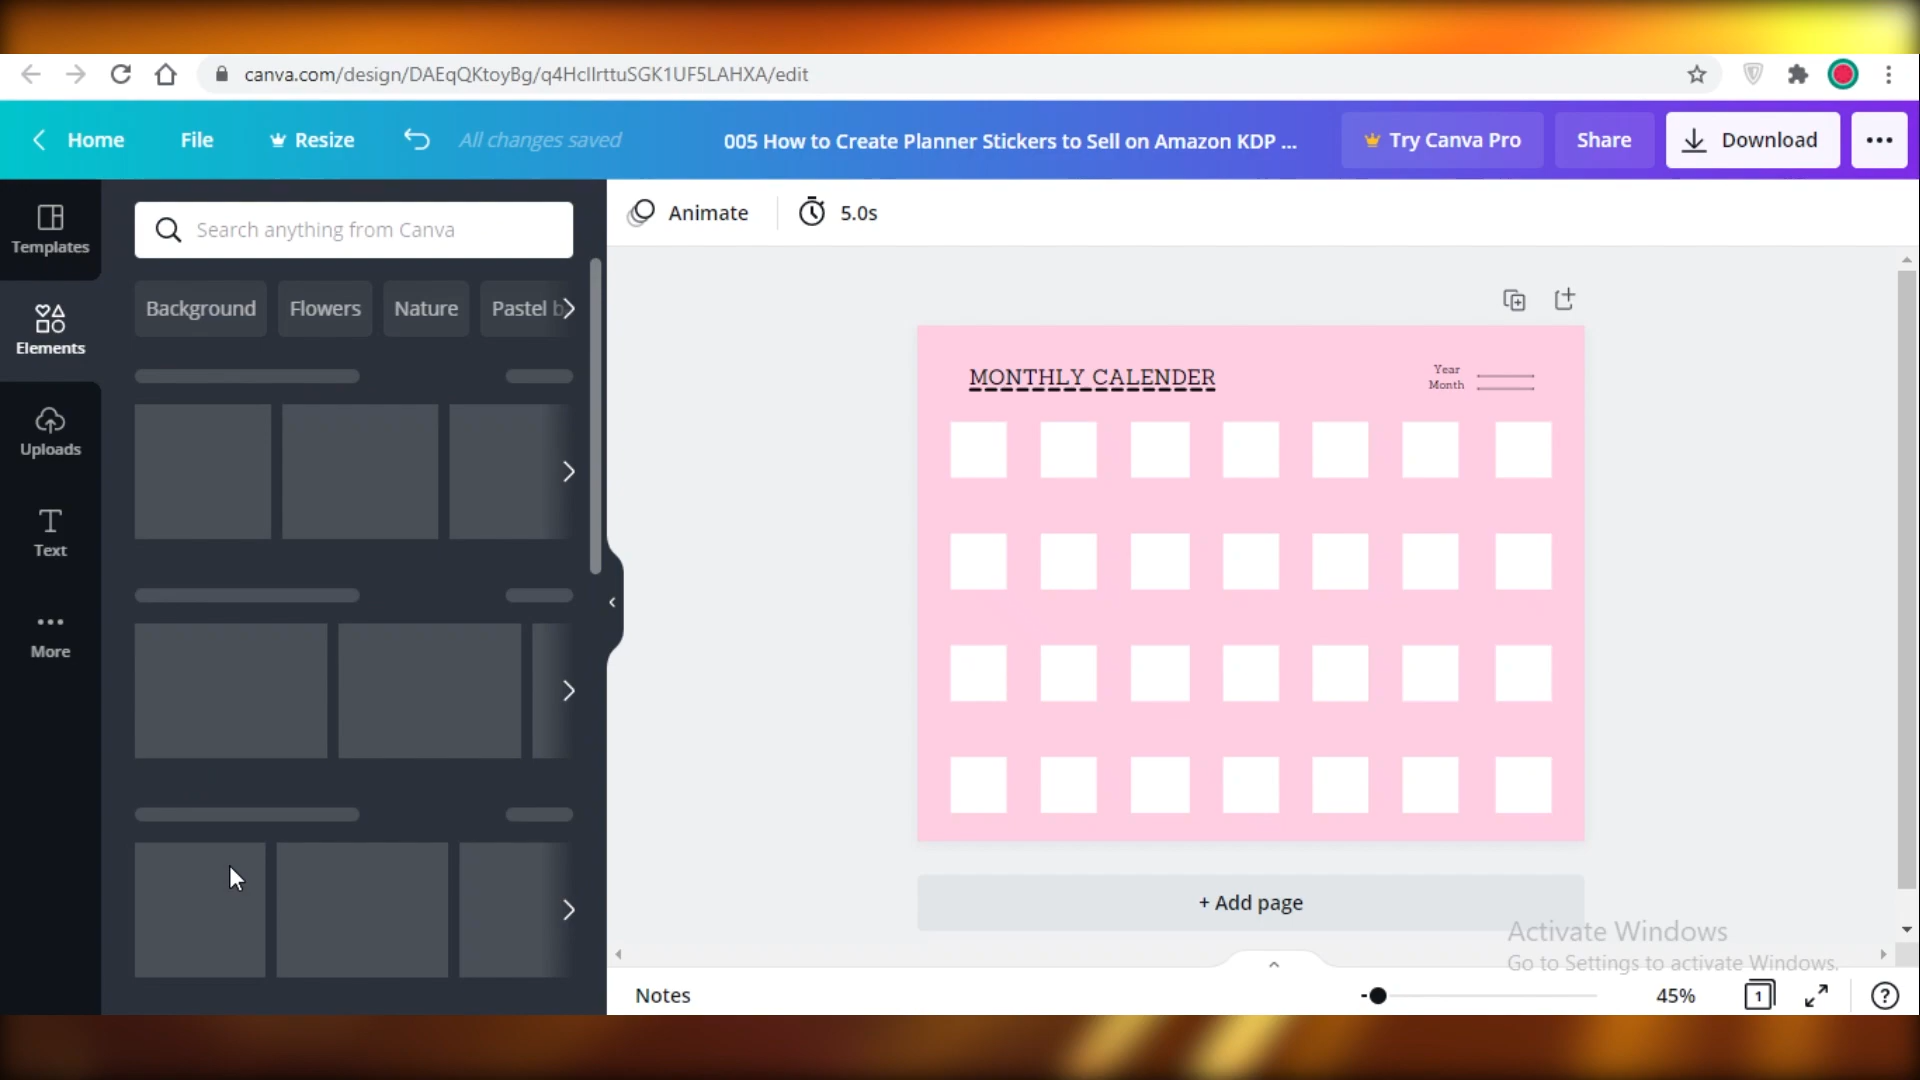 canva.com/design/DAEqQKtoyBg/q4HcllrttuSGK1UF5LAHXA/edit
Home File Resize All changes saved 005 How to Create Planner Stickers to Sell on Amazon KDP ... Try Canva Pro Share Download
Templates
Elements
Uploads
Text
More
Search anything from Canva
Background Flowers Nature Pastel b
Animate 5.0s
MONTHLY CALENDER
Year
Month
+ Add page
Activate Windows
Go to Settings to activate Windows.
Notes 45% 1 ?